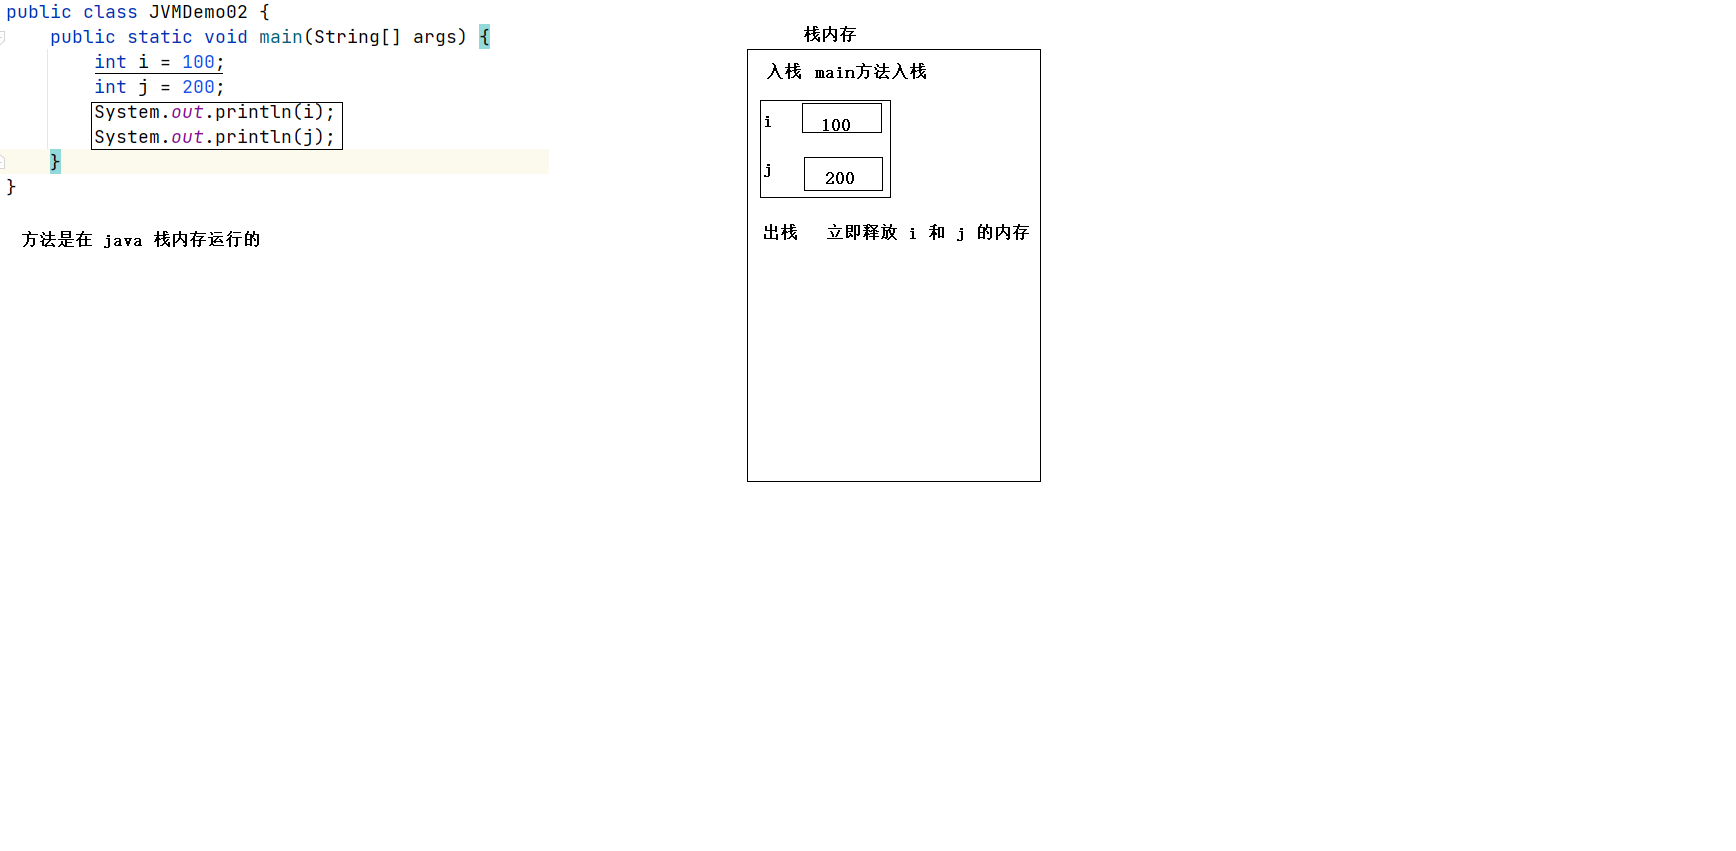 public class JVMDemo02 {
    public static void main(String[] args) {
        int i = 100;
        int j = 200;
        System.out.println(i);
        System.out.println(j);
    }
}
方法是在 java 栈内存运行的
栈内存
入栈 main方法入栈
i 100
j 200
出栈 立即释放 i 和 j 的内存